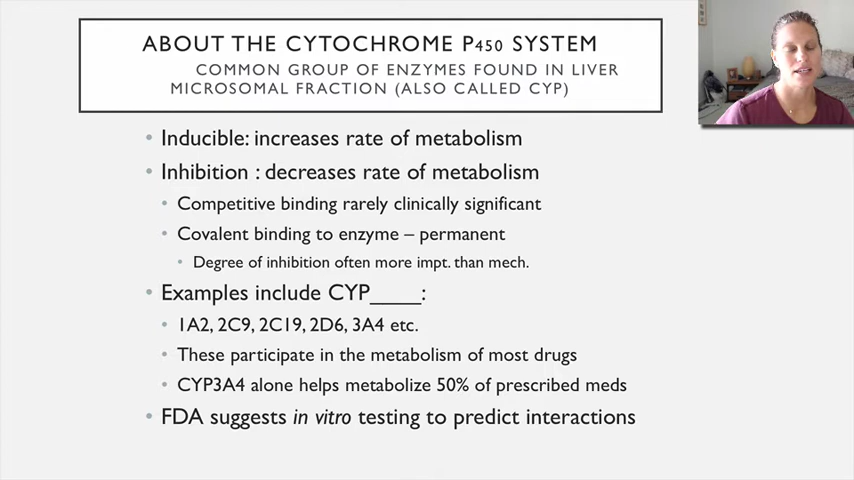 ABOUT THE CYTOCHROME P450 SYSTEM
COMMON GROUP OF ENZYMES FOUND IN LIVER
MICROSOMAL FRACTION (ALSO CALLED CYP)
• Inducible: increases rate of metabolism
• Inhibition : decreases rate of metabolism
• Competitive binding rarely clinically significant
• Covalent binding to enzyme – permanent
• Degree of inhibition often more impt. than mech.
• Examples include CYP____:
• 1A2, 2C9, 2C19, 2D6, 3A4 etc.
• These participate in the metabolism of most drugs
• CYP3A4 alone helps metabolize 50% of prescribed meds
• FDA suggests in vitro testing to predict interactions